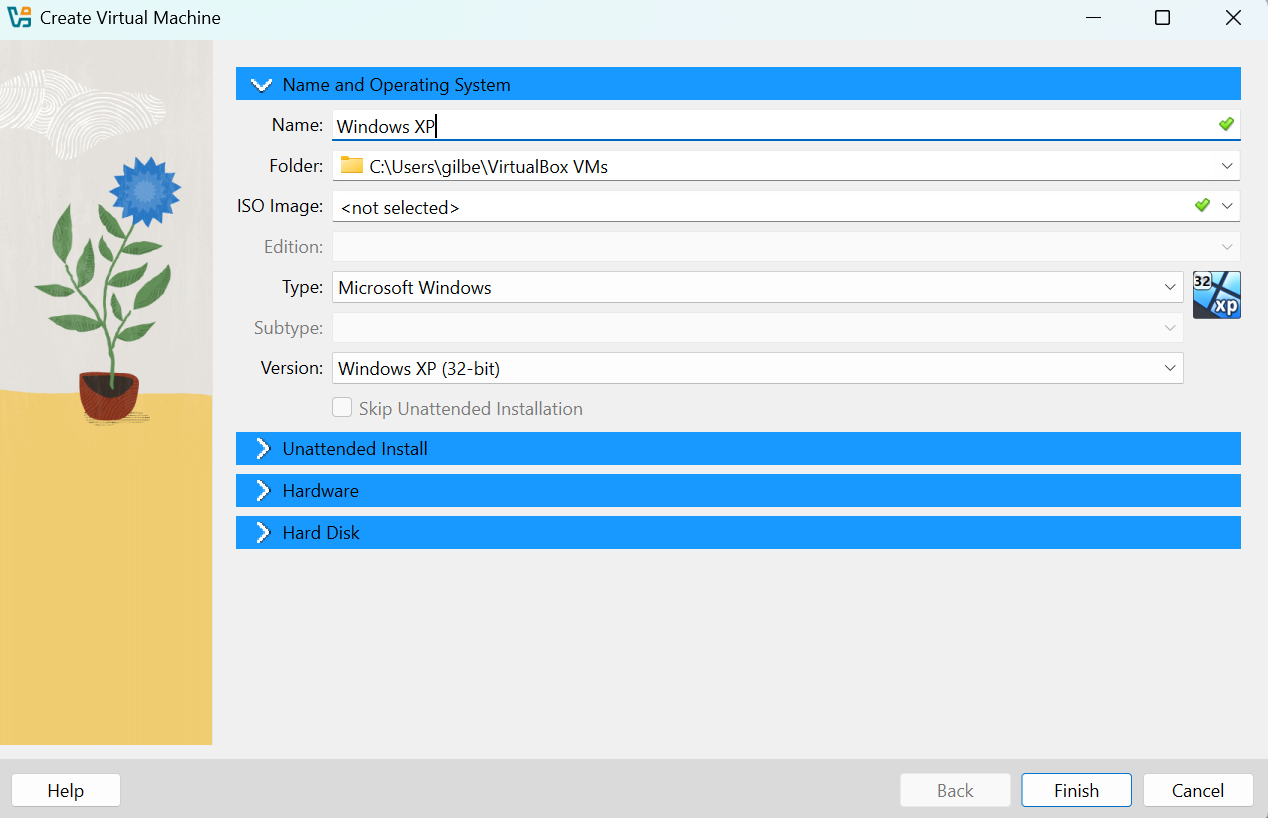 Create Virtual Machine
Name and Operating System
Name: Windows XP
Folder: C:\Users\gilbe\VirtualBox VMs
ISO Image: <not selected>
Edition:
Type: Microsoft Windows
32
xp
Subtype:
Version: Windows XP (32-bit)
Skip Unattended Installation
Unattended Install
Hardware
Hard Disk
Help Back Finish Cancel